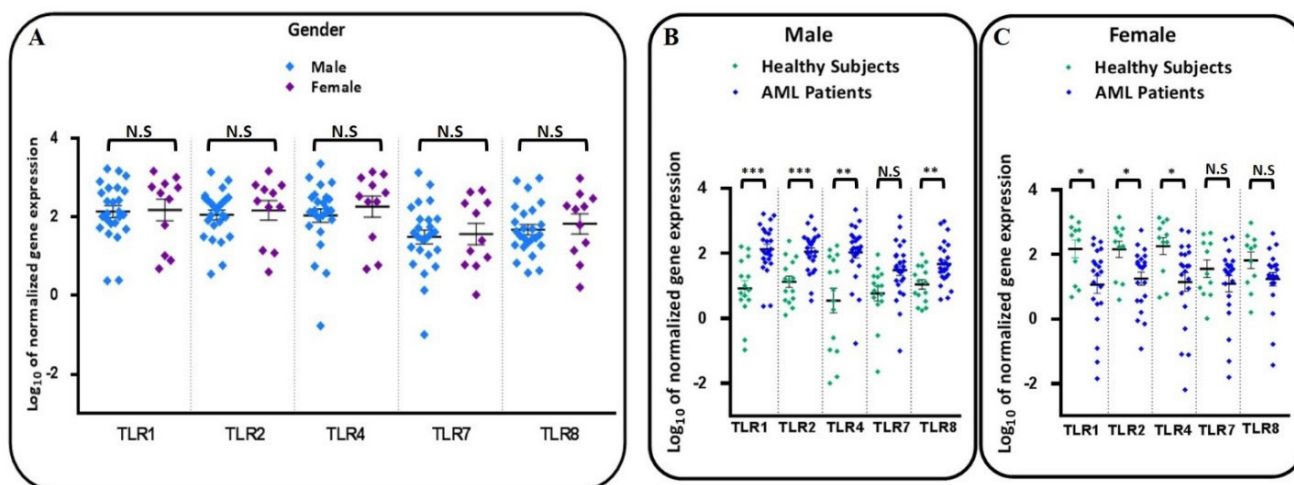 A
Gender
Male
Female
N.S N.S N.S N.S N.S
Log10 of normalized gene expression
4
2
0
-2
TLR1 TLR2 TLR4 TLR7 TLR8
B
Male
Healthy Subjects
AML Patients
*** *** ** N.S **
Log10 of normalized gene expression
4
2
0
-2
TLR1 TLR2 TLR4 TLR7 TLR8
C
Female
Healthy Subjects
AML Patients
* * * N.S N.S
Log10 of normalized gene expression
4
2
0
-2
TLR1 TLR2 TLR4 TLR7 TLR8